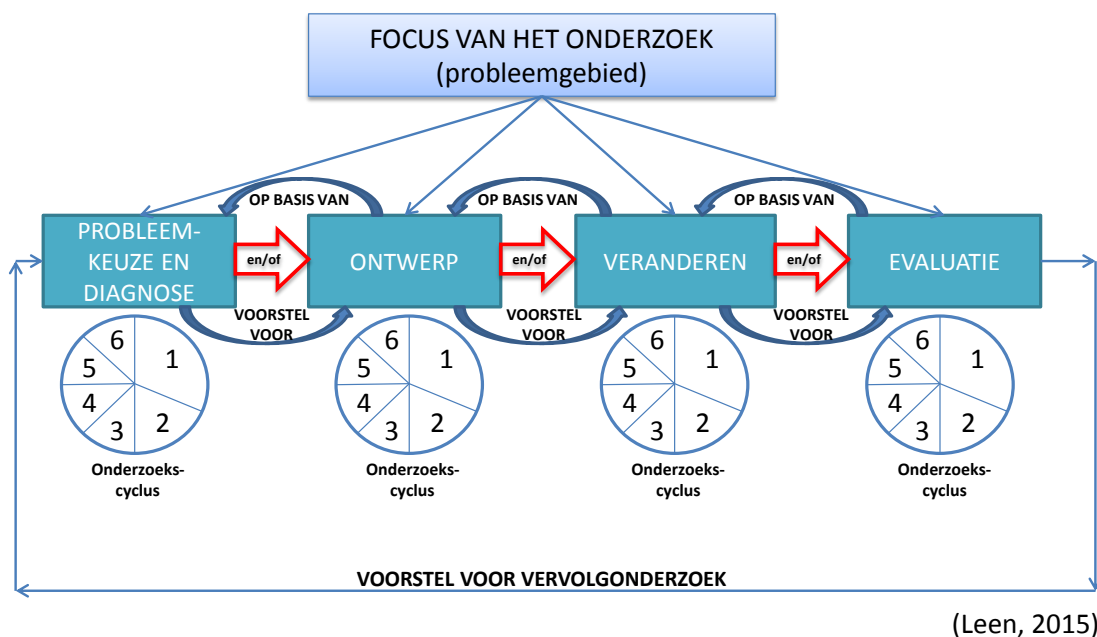 FOCUS VAN HET ONDERZOEK
(probleemgebied)
OP BASIS VAN
OP BASIS VAN
OP BASIS VAN
PROBLEEM-
KEUZE EN
DIAGNOSE
en/of
ONTWERP
en/of
VERANDEREN
en/of
EVALUATIE
VOORSTEL
VOOR
VOORSTEL
VOOR
VOORSTEL
VOOR
6 1
5
4
3 2
6 1
5
4
3 2
6 1
5
4
3 2
6 1
5
4
3 2
Onderzoeks-
cyclus
Onderzoeks-
cyclus
Onderzoeks-
cyclus
Onderzoeks-
cyclus
VOORSTEL VOOR VERVOLGONDERZOEK
(Leen, 2015)